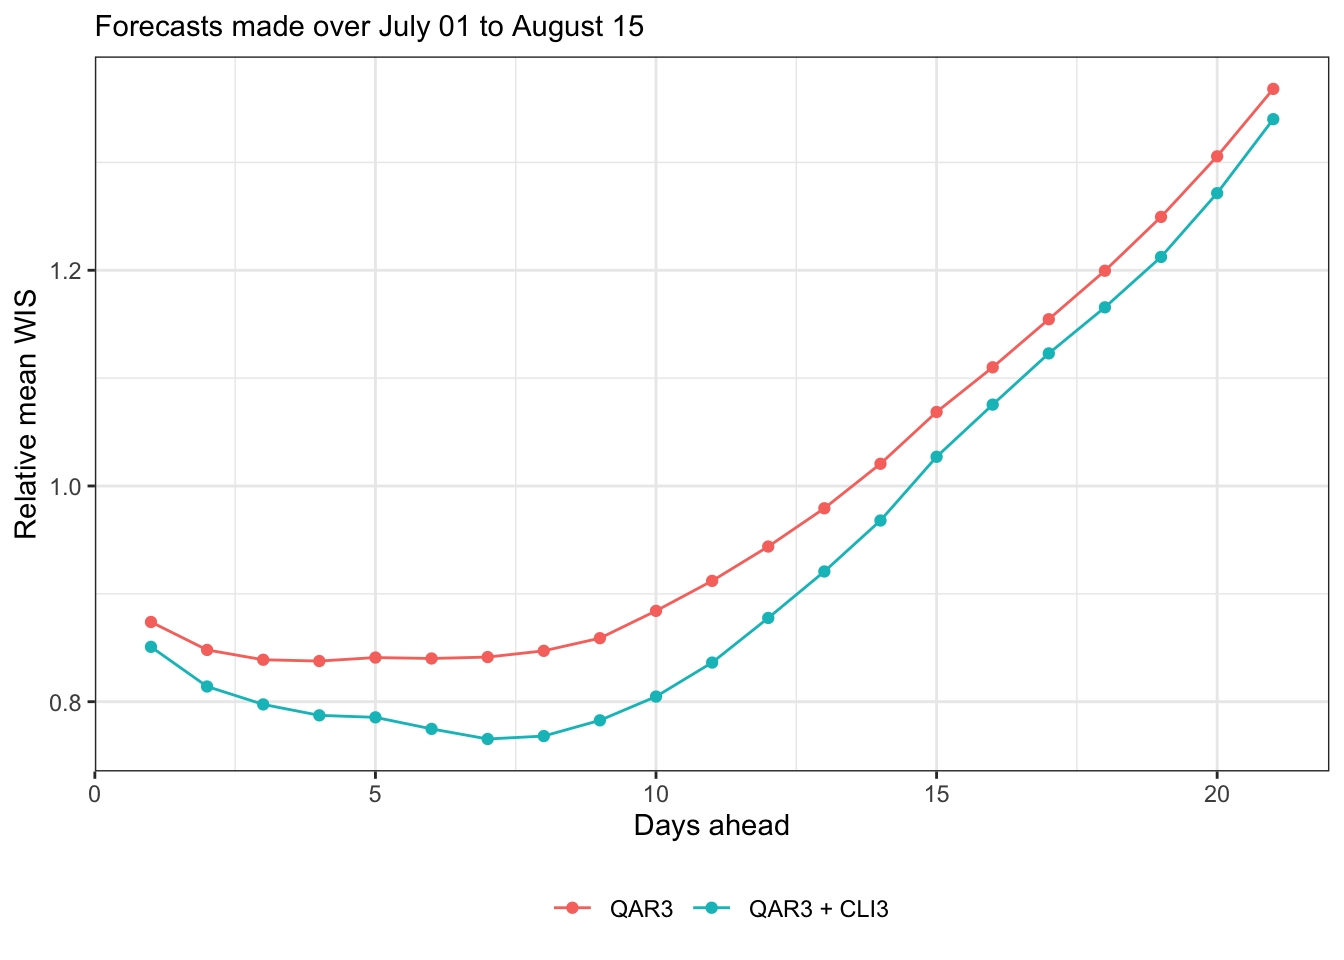 Forecasts made over July 01 to August 15
Relative mean WIS
1.2
1.0
0.8
0 5 10 15 20
Days ahead
QAR3 QAR3 + CLI3